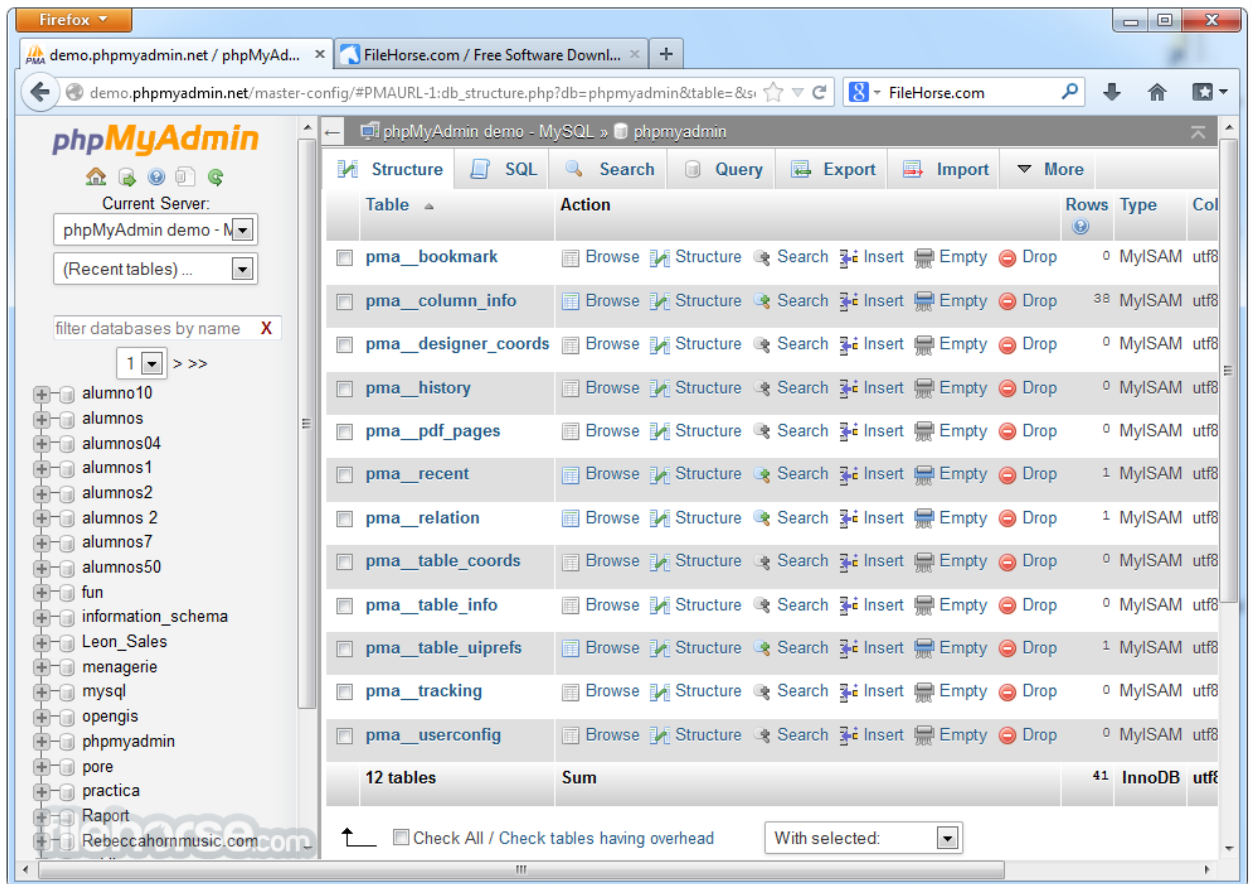 Firefox
demo.phpmyadmin.net / phpMyAd... × FileHorse.com / Free Software Downl... × +
demo.phpmyadmin.net/master-config/#PMAURL-1:db_structure.php?db=phpmyadmin&table=&s 8 FileHorse.com
phpMyAdmin
Current Server:
phpMyAdmin demo - M
(Recent tables) ...
filter databases by name X
1 > >>
alumno10
alumnos
alumnos04
alumnos1
alumnos2
alumnos 2
alumnos7
alumnos50
fun
information_schema
Leon_Sales
menagerie
mysql
opengis
phpmyadmin
pore
practica
Raport
Rebeccahornmusic.com
filehorse.com
phpMyAdmin demo - MySQL » phpmyadmin
Structure SQL Search Query Export Import More
Table Action Rows Type Col
pma__bookmark Browse Structure Search Insert Empty Drop 0 MyISAM utf8
pma__column_info Browse Structure Search Insert Empty Drop 38 MyISAM utf8
pma__designer_coords Browse Structure Search Insert Empty Drop 0 MyISAM utf8
pma__history Browse Structure Search Insert Empty Drop 0 MyISAM utf8
pma__pdf_pages Browse Structure Search Insert Empty Drop 0 MyISAM utf8
pma__recent Browse Structure Search Insert Empty Drop 1 MyISAM utf8
pma__relation Browse Structure Search Insert Empty Drop 1 MyISAM utf8
pma__table_coords Browse Structure Search Insert Empty Drop 0 MyISAM utf8
pma__table_info Browse Structure Search Insert Empty Drop 0 MyISAM utf8
pma__table_uiprefs Browse Structure Search Insert Empty Drop 1 MyISAM utf8
pma__tracking Browse Structure Search Insert Empty Drop 0 MyISAM utf8
pma__userconfig Browse Structure Search Insert Empty Drop 0 MyISAM utf8
12 tables Sum 41 InnoDB utf8
Check All / Check tables having overhead With selected: